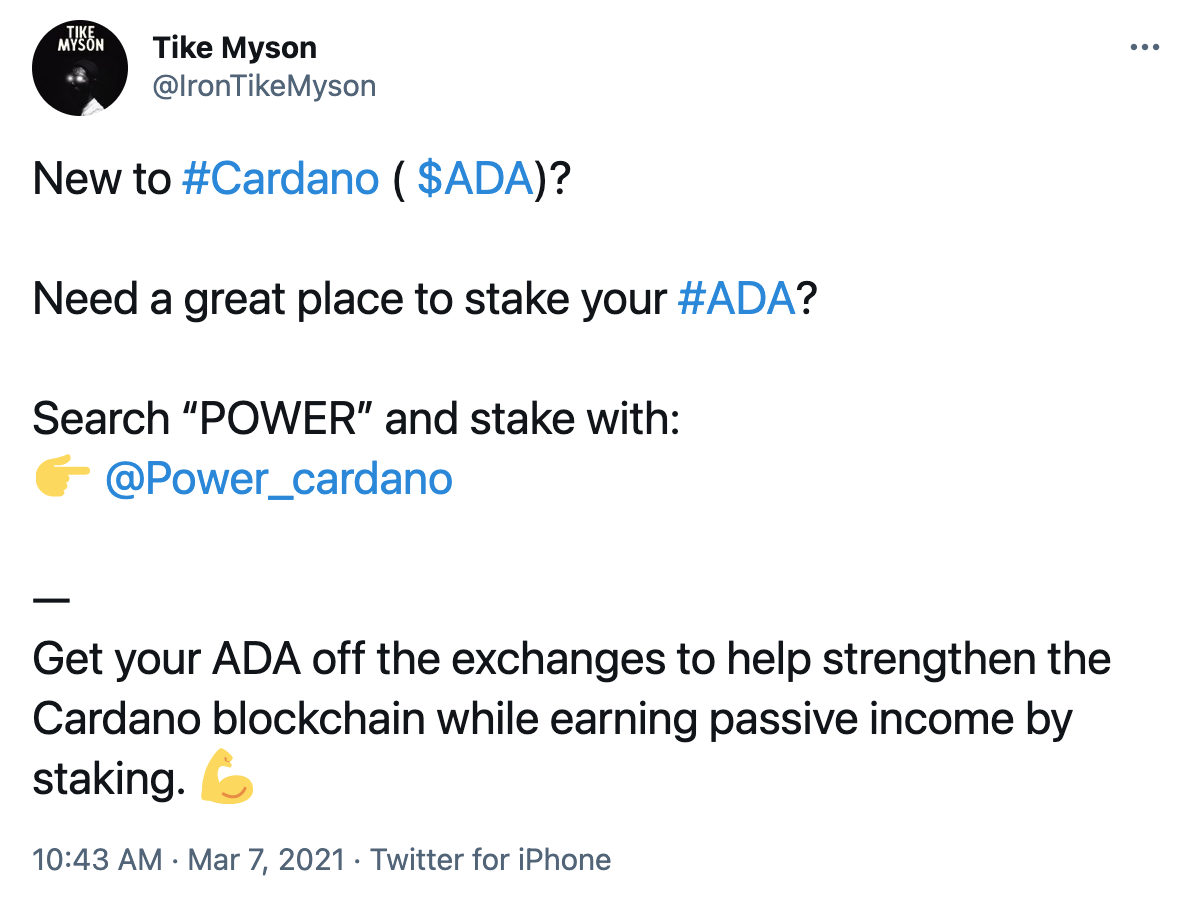 TIKE
MYSON
Tike Myson
@IronTikeMyson
New to #Cardano ( $ADA)?
Need a great place to stake your #ADA?
Search “POWER” and stake with:
👉 @Power_cardano
—
Get your ADA off the exchanges to help strengthen the
Cardano blockchain while earning passive income by
staking. 💪
10:43 AM · Mar 7, 2021 · Twitter for iPhone